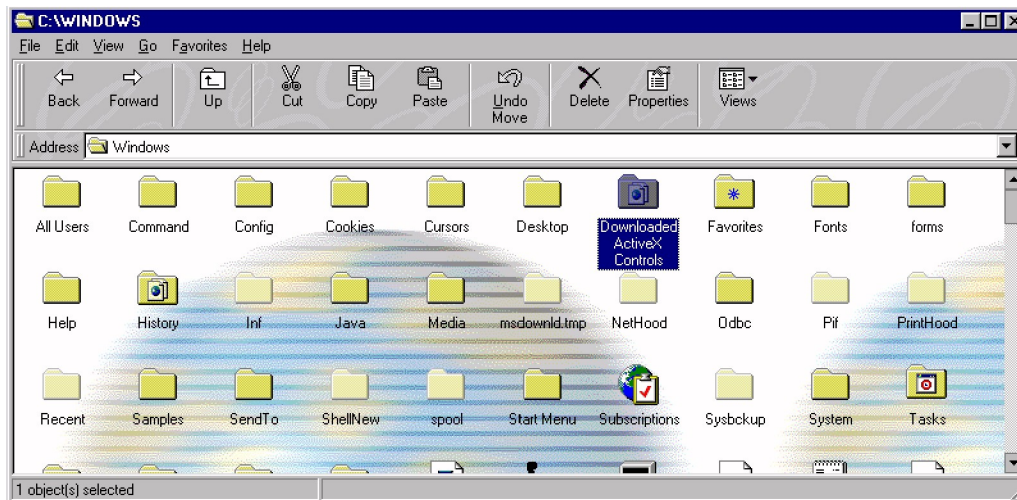 C:\WINDOWS
File Edit View Go Favorites Help
Back Forward Up Cut Copy Paste Undo Move Delete Properties Views
Address Windows
All Users Command Config Cookies Cursors Desktop Downloaded ActiveX Controls Favorites Fonts forms
Help History Inf Java Media msdownld.tmp NetHood Odbc Pif PrintHood
Recent Samples SendTo ShellNew spool Start Menu Subscriptions Sysbckup System Tasks
1 object(s) selected